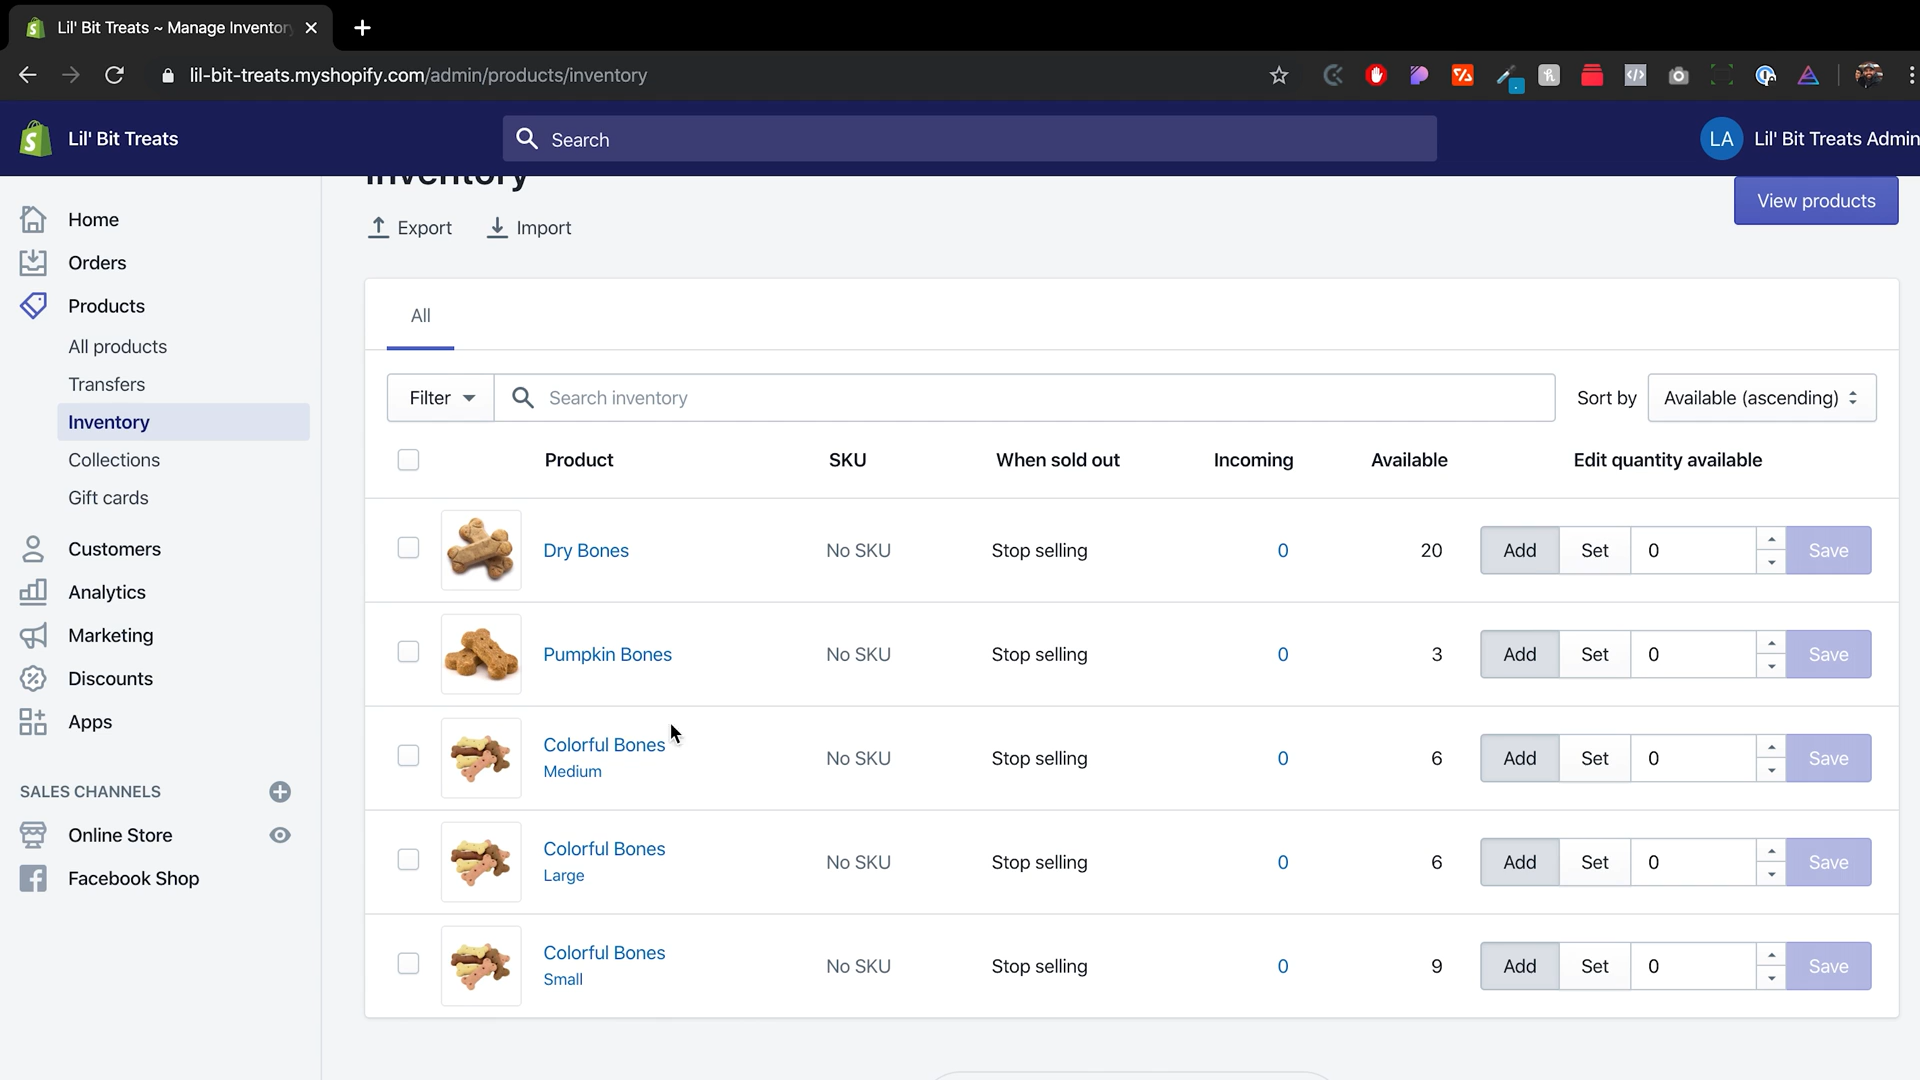 Lil' Bit Treats ~ Manage Inventor
lil-bit-treats.myshopify.com/admin/products/inventory
Lil' Bit Treats
Search
LA Lil' Bit Treats Admin
Inventory
View products
Export Import
Home
Orders
Products
All products
Transfers
Inventory
Collections
Gift cards
Customers
Analytics
Marketing
Discounts
Apps
SALES CHANNELS
Online Store
Facebook Shop
All
Filter Search inventory Sort by Available (ascending)
Product SKU When sold out Incoming Available Edit quantity available
Dry Bones No SKU Stop selling 0 20 Add Set 0 Save
Pumpkin Bones No SKU Stop selling 0 3 Add Set 0 Save
Colorful Bones
Medium
No SKU Stop selling 0 6 Add Set 0 Save
Colorful Bones
Large
No SKU Stop selling 0 6 Add Set 0 Save
Colorful Bones
Small
No SKU Stop selling 0 9 Add Set 0 Save